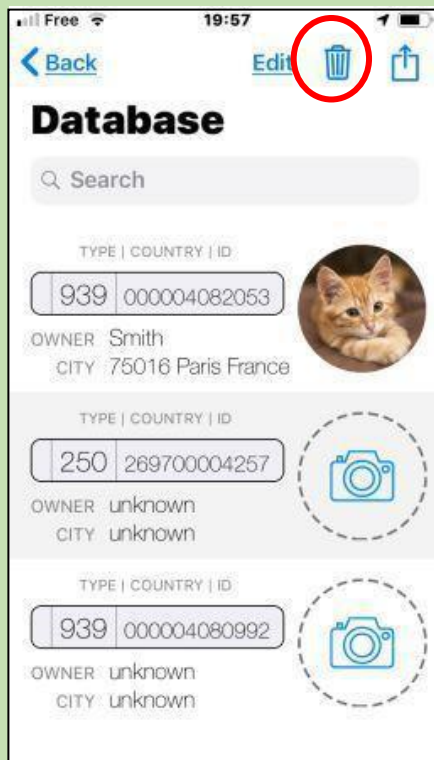 Free 19:57
Back Edit
Database
Search
TYPE | COUNTRY | ID
939 000004082053
OWNER Smith
CITY 75016 Paris France
TYPE | COUNTRY | ID
250 269700004257
OWNER unknown
CITY unknown
TYPE | COUNTRY | ID
939 000004080992
OWNER unknown
CITY unknown